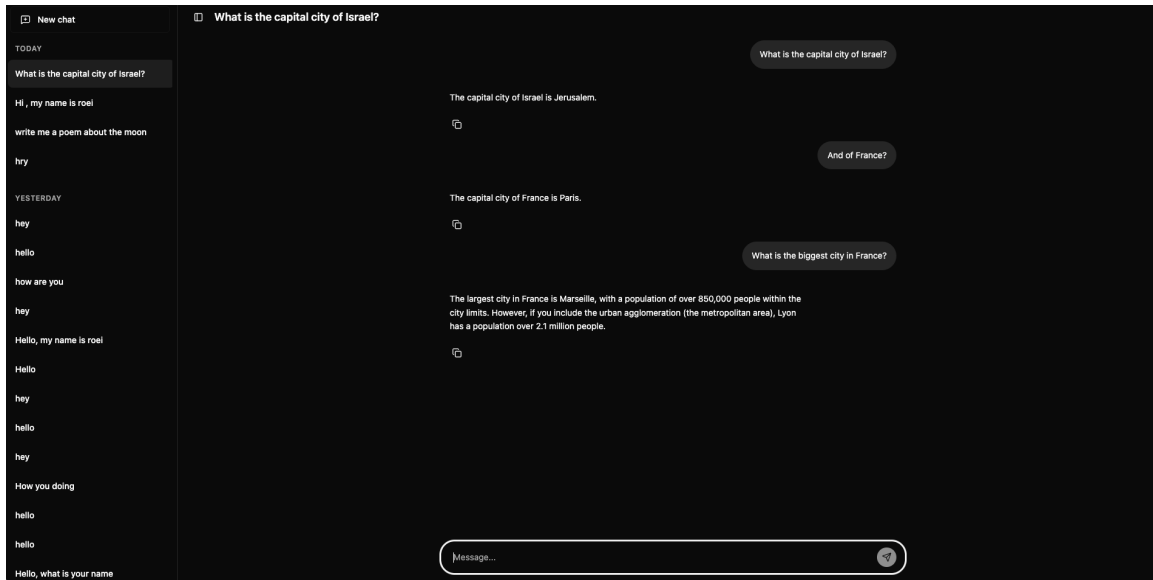 New chat
TODAY
What is the capital city of Israel?
Hi , my name is roei
write me a poem about the moon
hry
YESTERDAY
hey
hello
how are you
hey
Hello, my name is roei
Hello
hey
hello
hey
How you doing
hello
hello
Hello, what is your name
What is the capital city of Israel?
What is the capital city of Israel?
The capital city of Israel is Jerusalem.
And of France?
The capital city of France is Paris.
What is the biggest city in France?
The largest city in France is Marseille, with a population of over 850,000 people within the
city limits. However, if you include the urban agglomeration (the metropolitan area), Lyon
has a population over 2.1 million people.
Message...